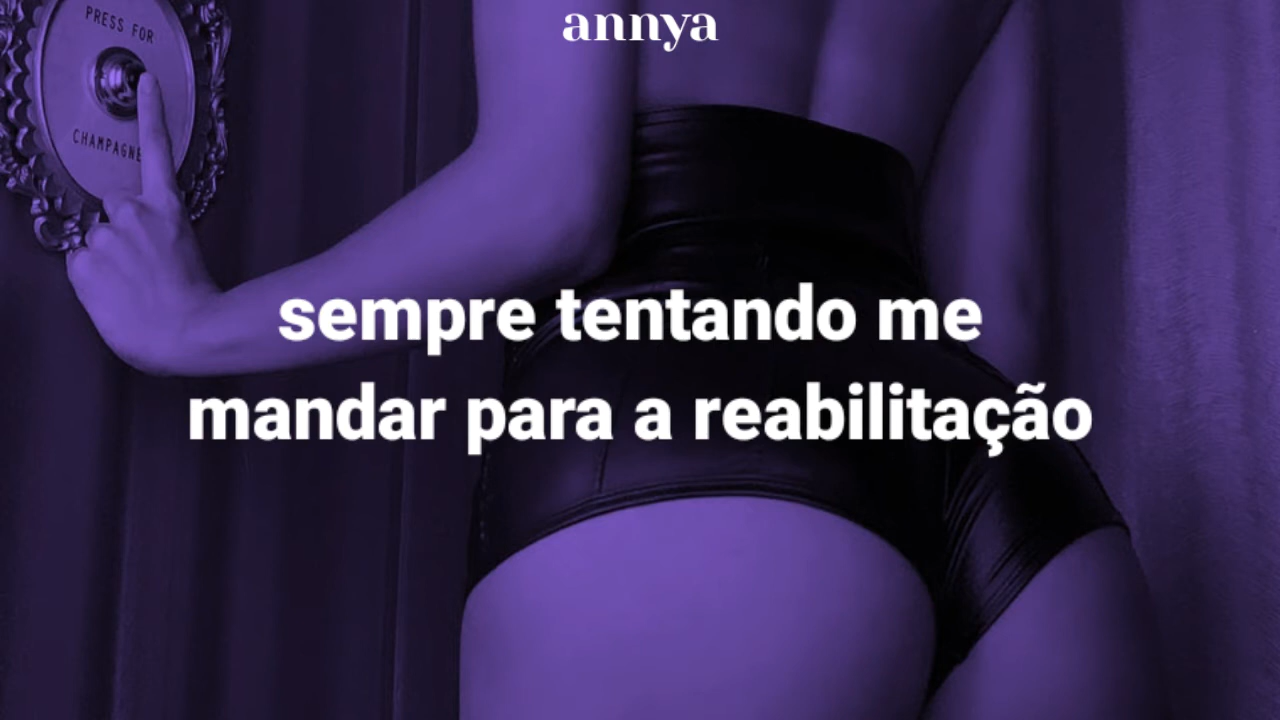 annya
PRESS FOR
CHAMPAGNE
sempre tentando me
mandar para a reabilitação